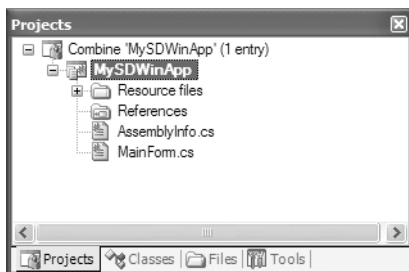 Projects
Combine 'MySDWinApp' (1 entry)
MySDWinApp
Resource files
References
AssemblyInfo.cs
MainForm.cs
Projects Classes Files Tools